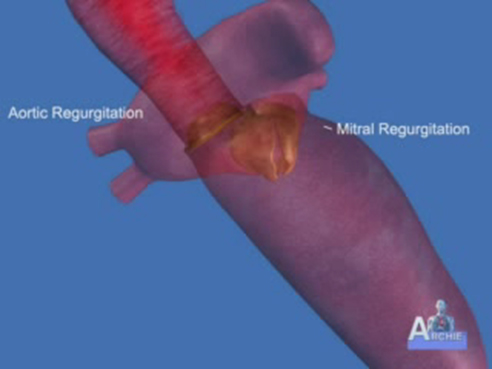 Aortic Regurgitation
~ Mitral Regurgitation
ARCHIE